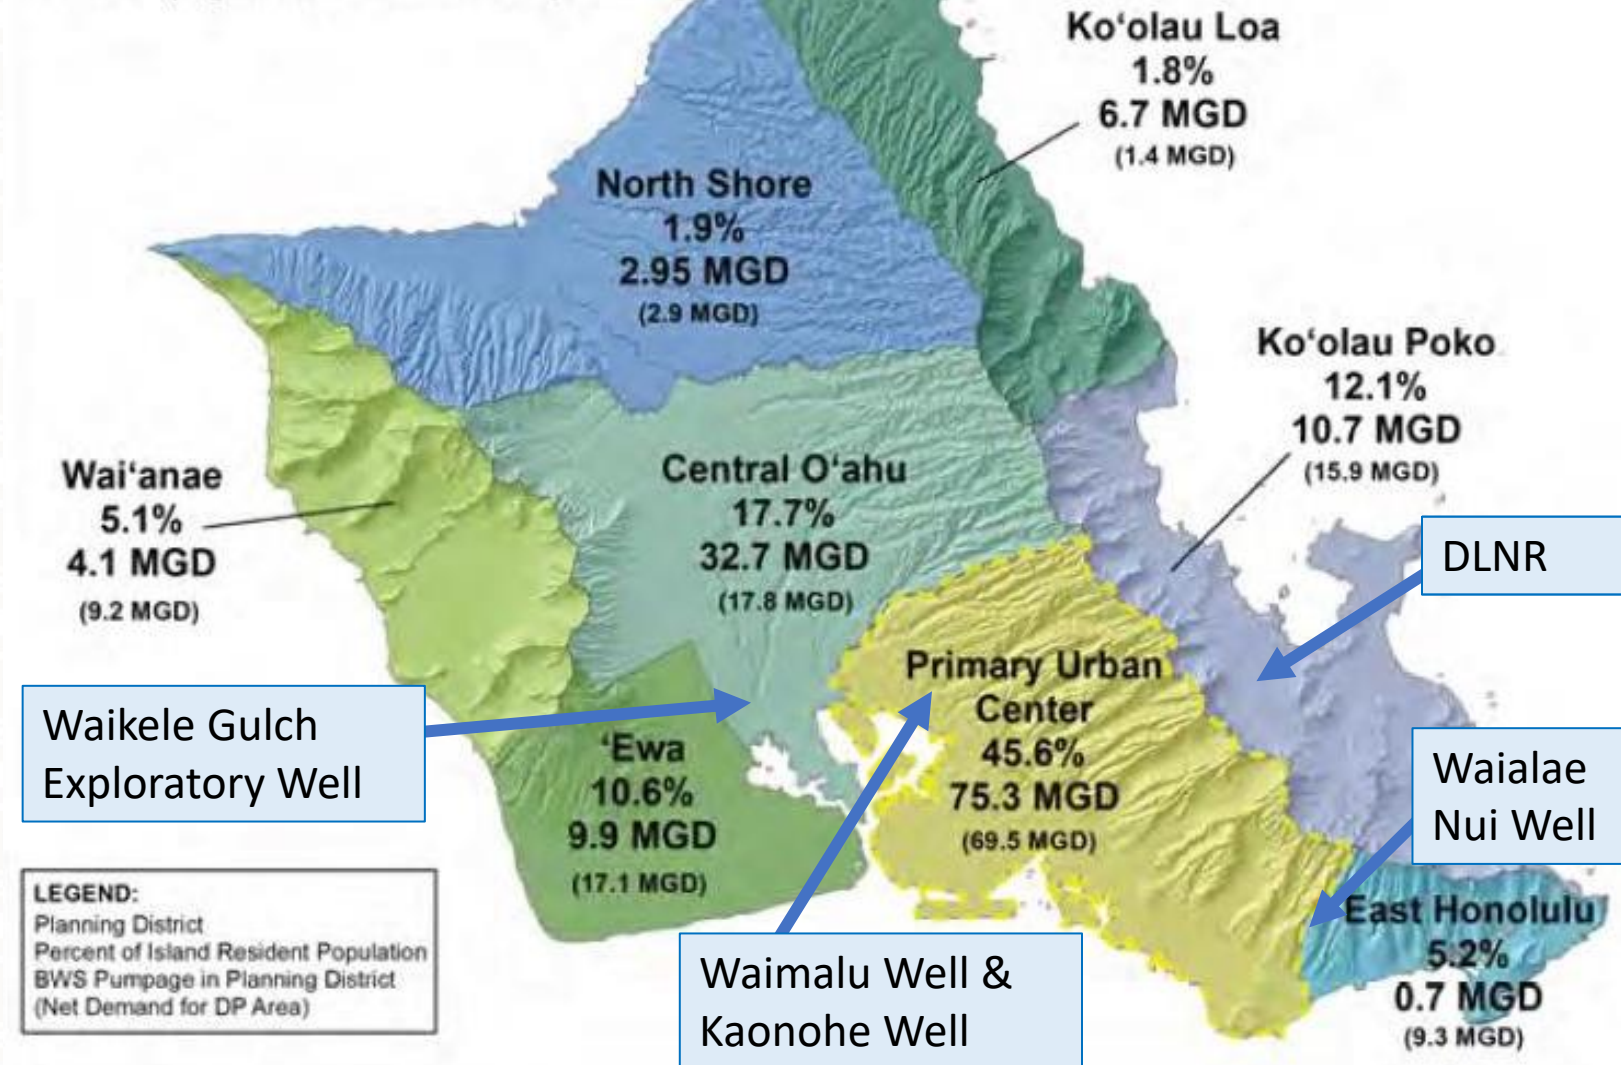 Ko‘olau Loa
1.8%
6.7 MGD
(1.4 MGD)
North Shore
1.9%
2.95 MGD
(2.9 MGD)
Ko‘olau Poko
12.1%
10.7 MGD
(15.9 MGD)
Wai‘anae
5.1%
4.1 MGD
(9.2 MGD)
Central O‘ahu
17.7%
32.7 MGD
(17.8 MGD)
DLNR
Primary Urban
Center
45.6%
75.3 MGD
(69.5 MGD)
Waikele Gulch
Exploratory Well
‘Ewa
10.6%
9.9 MGD
(17.1 MGD)
Waialae
Nui Well
East Honolulu
5.2%
0.7 MGD
(9.3 MGD)
Waimalu Well &
Kaonohe Well
LEGEND:
Planning District
Percent of Island Resident Population
BWS Pumpage in Planning District
(Net Demand for DP Area)